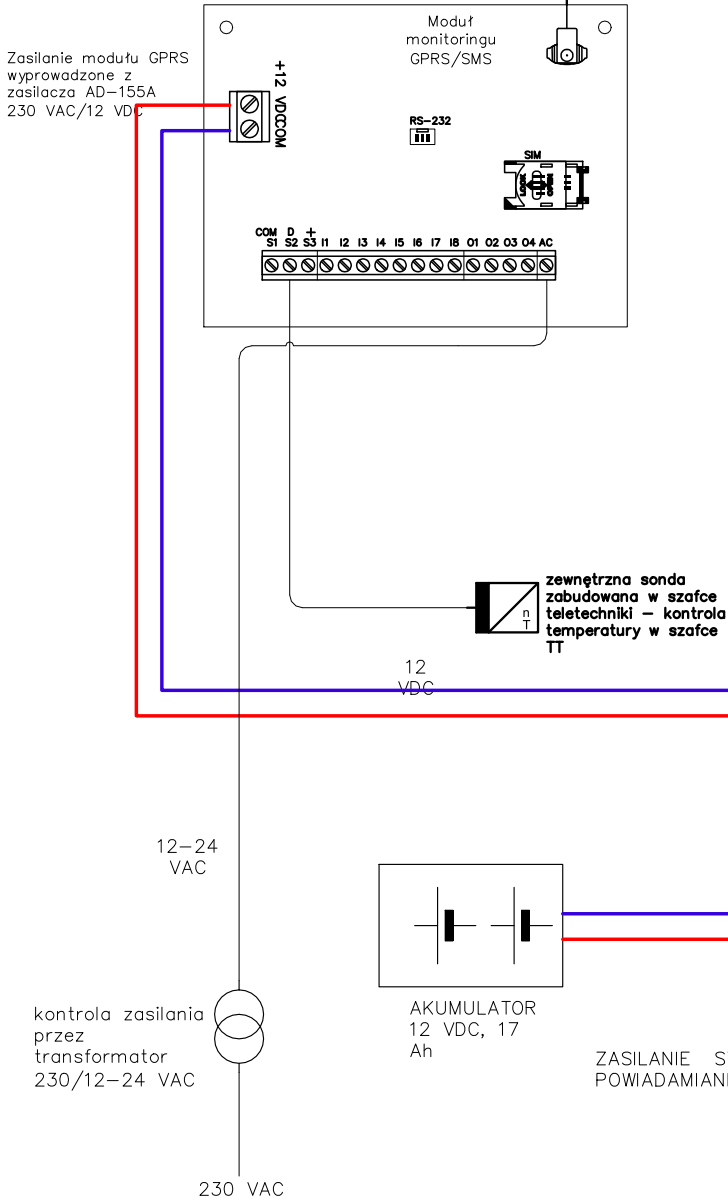 Moduł
monitoringu
GPRS/SMS
Zasilanie modułu GPRS
wyprowadzone z
zasilacza AD-155A
230 VAC/12 VDC
+12 VDC
COM
RS-232
SIM
LOCK
OPEN
COM D +
S1 S2 S3 I1 I2 I3 I4 I5 I6 I7 I8 O1 O2 O3 O4 AC
zewnętrzna sonda
zabudowana w szafce
teletechniki – kontrola
temperatury w szafce
TT
n
T
12
VDC
12-24
VAC
kontrola zasilania
przez
transformator
230/12-24 VAC
AKUMULATOR
12 VDC, 17
Ah
ZASILANIE S
POWIADAMIANI
230 VAC